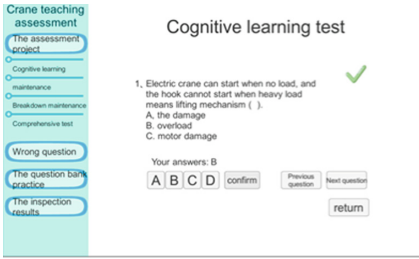 Crane teaching
assessment
The assessment
project
Cognitive learning
maintenance
Breakdown maintenance
Comprehensive test
Wrong question
The question bank
practice
The inspection
results
Cognitive learning test
1, Electric crane can start when no load, and
the hook cannot start when heavy load
means lifting mechanism ( ).
A, the damage
B. overload
C. motor damage
Your answers: B
A B C D confirm
Previous
question
Next question
return